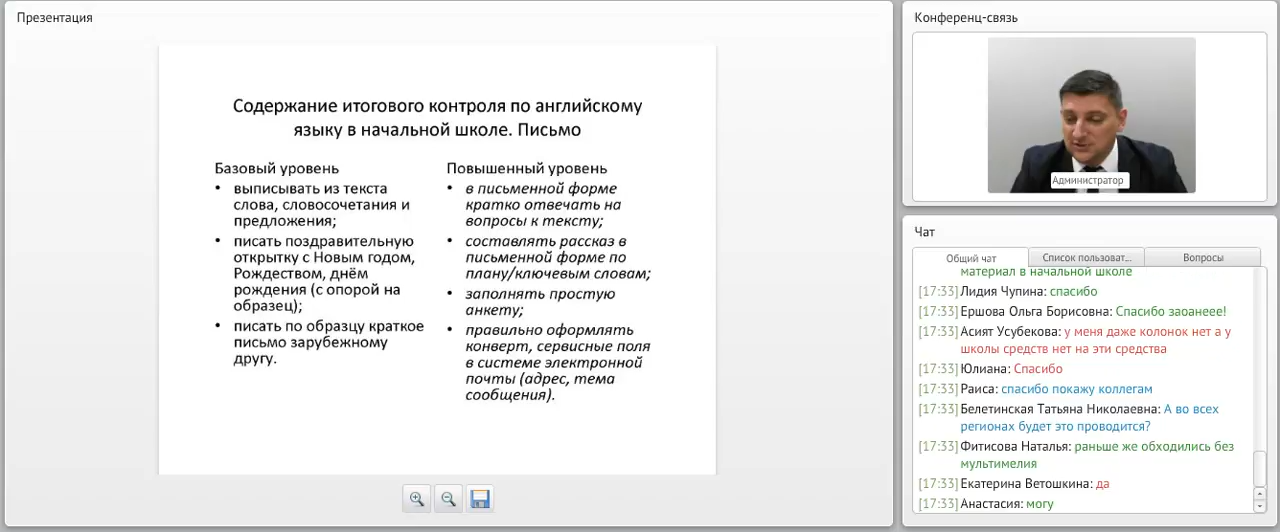 Презентация
Содержание итогового контроля по английскому
языку в начальной школе. Письмо
Базовый уровень
• выписывать из текста
слова, словосочетания и
предложения;
• писать поздравительную
открытку с Новым годом,
Рождеством, днём
рождения (с опорой на
образец);
• писать по образцу краткое
письмо зарубежному
другу.
Повышенный уровень
• в письменной форме
кратко отвечать на
вопросы к тексту;
• составлять рассказ в
письменной форме по
плану/ключевым словам;
• заполнять простую
анкету;
• правильно оформлять
конверт, сервисные поля
в системе электронной
почты (адрес, тема
сообщения).
Конференц-связь
Администратор
Чат
Общий чат
Список пользоват...
Вопросы
материал в начальной школе
[17:33] Лидия Чупина: спасибо
[17:33] Ершова Ольга Борисовна: Спасибо заоанеее!
[17:33] Асият Усубекова: у меня даже колонок нет а у
школы средств нет на эти средства
[17:33] Юлиана: Спасибо
[17:33] Раиса: спасибо покажу коллегам
[17:33] Белетинская Татьяна Николаевна: А во всех
регионах будет это проводится?
[17:33] Фитисова Наталья: раньше же обходились без
мультимелия
[17:33] Екатерина Ветошкина: да
[17:33] Анастасия: могу